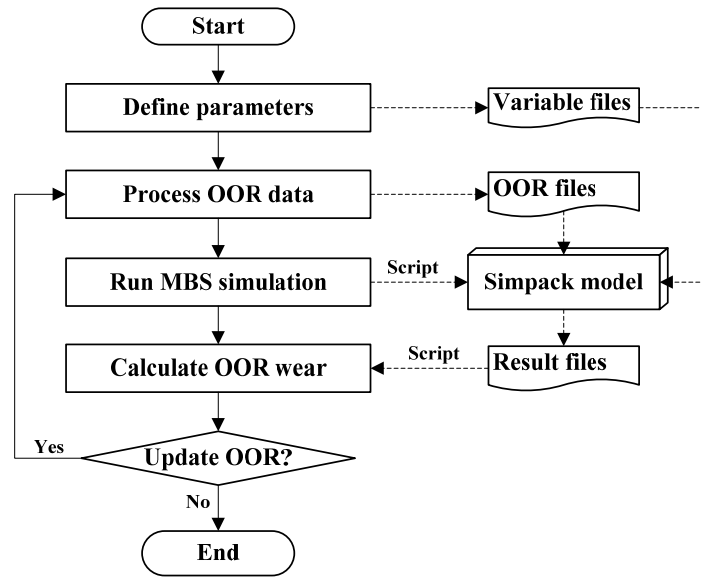 Start
Define parameters
Variable files
Process OOR data
OOR files
Run MBS simulation
Script
Simpack model
Calculate OOR wear
Script
Result files
Yes
Update OOR?
No
End